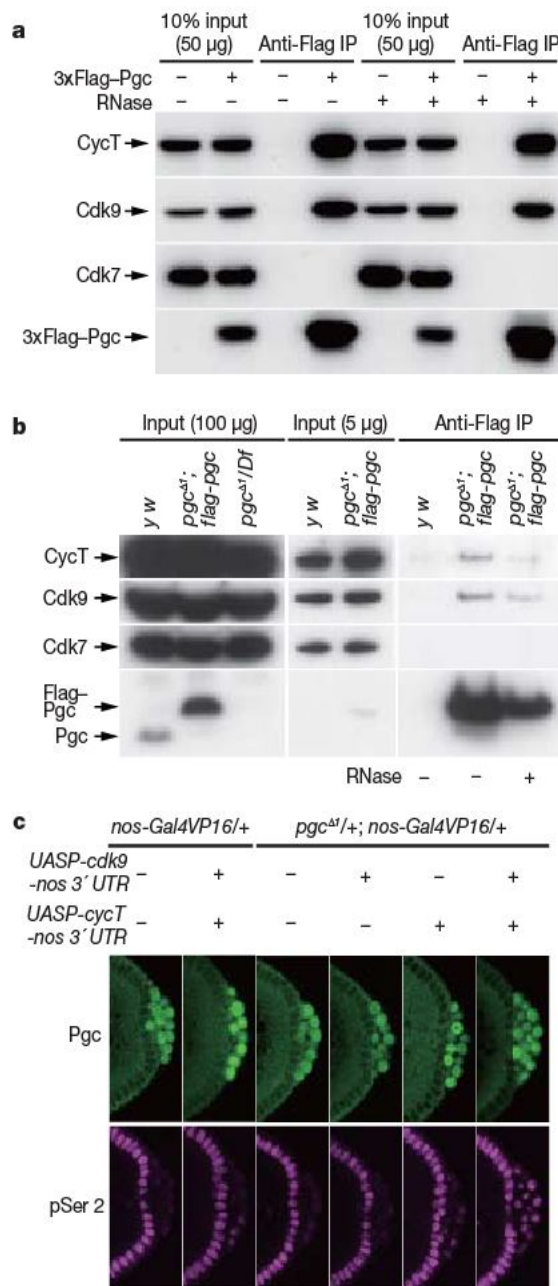 a
10% input (50 µg) Anti-Flag IP 10% input (50 µg) Anti-Flag IP
3xFlag–Pgc – + – + – + – +
RNase – – – – + + + +
CycT
Cdk9
Cdk7
3xFlag–Pgc
b
Input (100 µg) Input (5 µg) Anti-Flag IP
y w pgcΔ1; flag-pgc pgcΔ1/Df y w pgcΔ1; flag-pgc y w pgcΔ1; flag-pgc pgcΔ1; flag-pgc
CycT
Cdk9
Cdk7
Flag–Pgc
Pgc
RNase – – +
c
nos-Gal4VP16/+ pgcΔ1/+; nos-Gal4VP16/+
UASP-cdk9 -nos 3´ UTR – + – + – +
UASP-cycT -nos 3´ UTR – + – – + +
Pgc
pSer 2